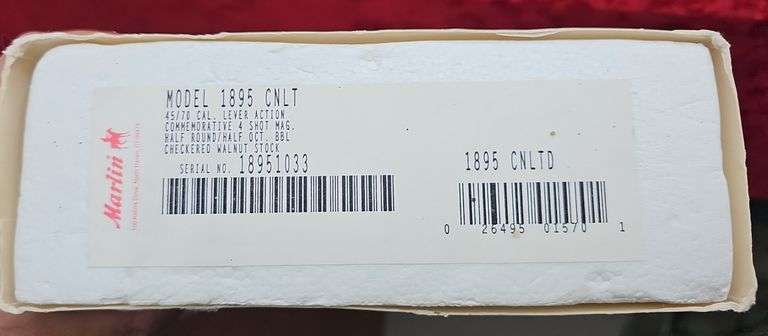 MODEL 1895 CNLT
45/70 CAL. LEVER ACTION
COMMEMORATIVE 4 SHOT MAG.
HALF ROUND/HALF OCT. BBL
CHECKERED WALNUT STOCK
SERIAL NO. 18951033
Marlin
1895 CNLTD
0 26495 01570 1